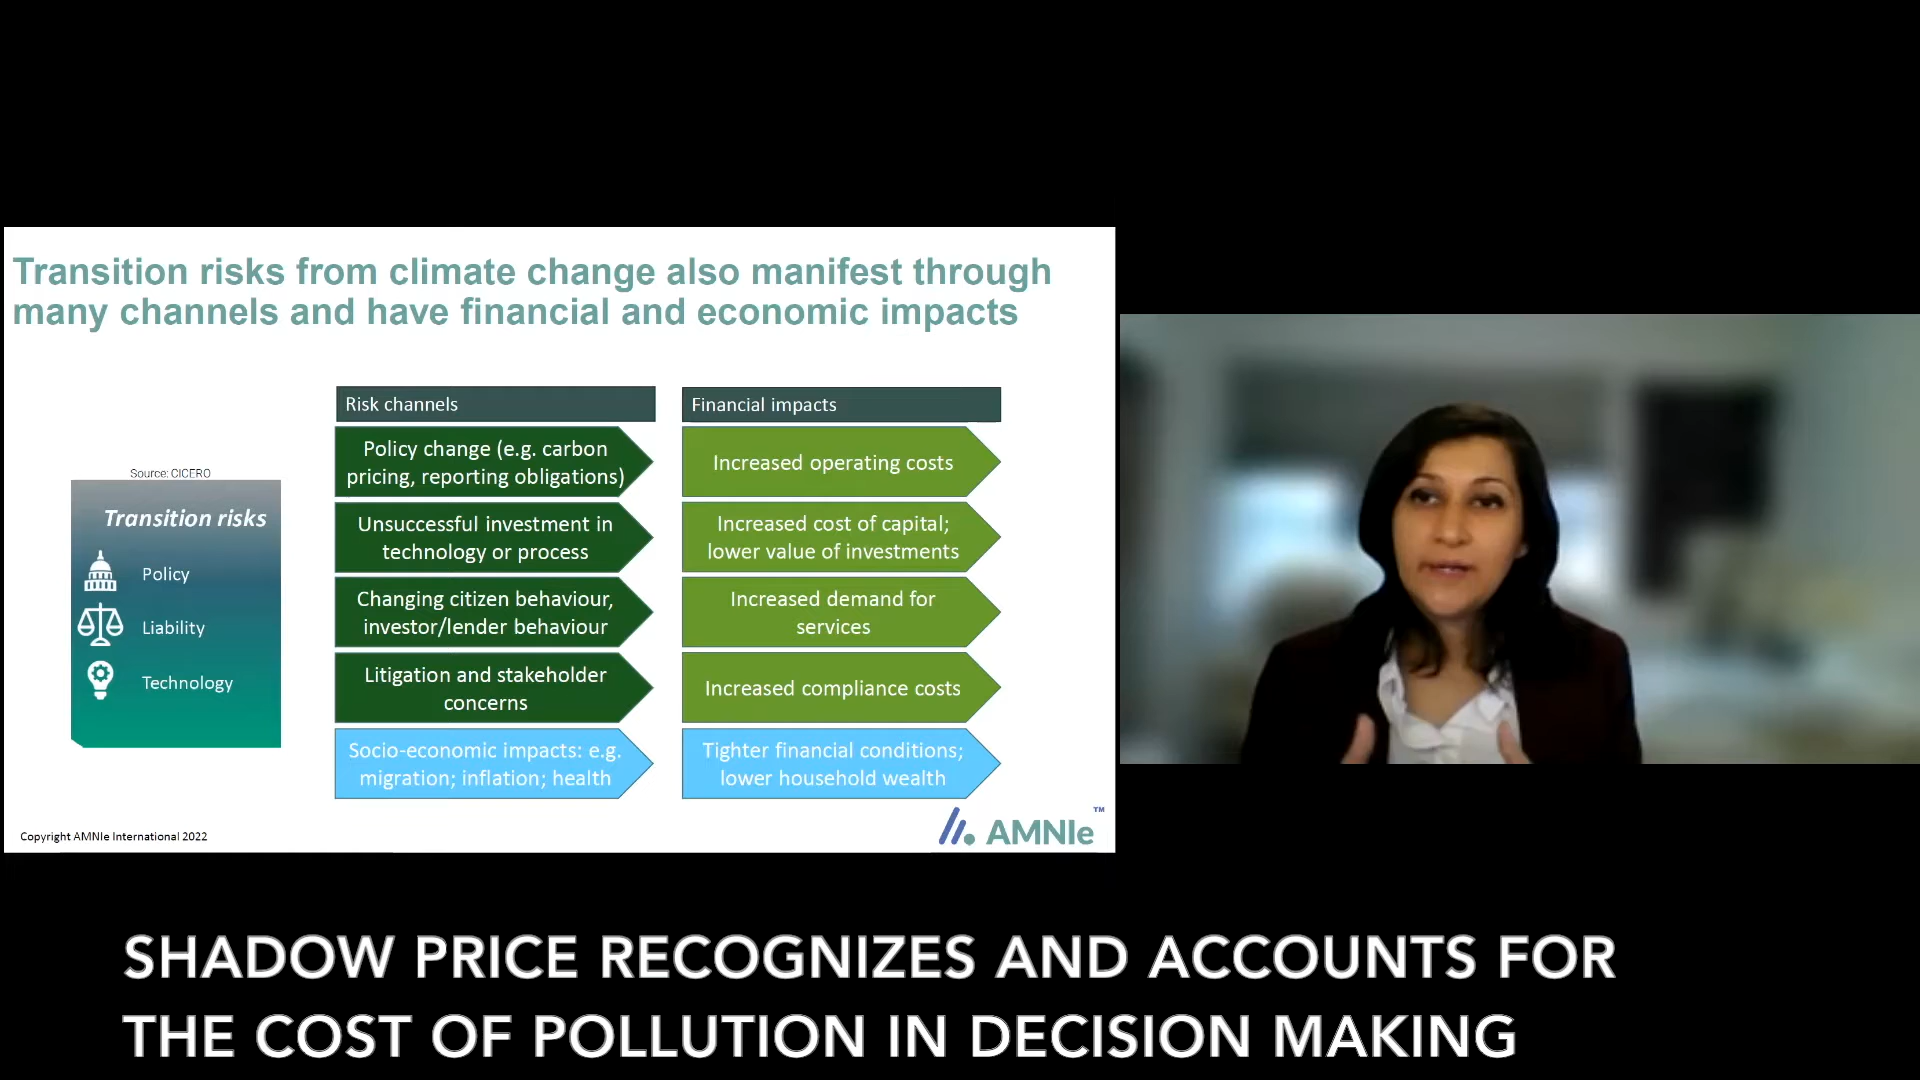 Transition risks from climate change also manifest through
many channels and have financial and economic impacts
Source: CICERO
Transition risks
Policy
Liability
Technology
Risk channels
Policy change (e.g. carbon
pricing, reporting obligations)
Unsuccessful investment in
technology or process
Changing citizen behaviour,
investor/lender behaviour
Litigation and stakeholder
concerns
Socio-economic impacts: e.g.
migration; inflation; health
Financial impacts
Increased operating costs
Increased cost of capital;
lower value of investments
Increased demand for
services
Increased compliance costs
Tighter financial conditions;
lower household wealth
Copyright AMNIe International 2022
AMNIe™
SHADOW PRICE RECOGNIZES AND ACCOUNTS FOR
THE COST OF POLLUTION IN DECISION MAKING